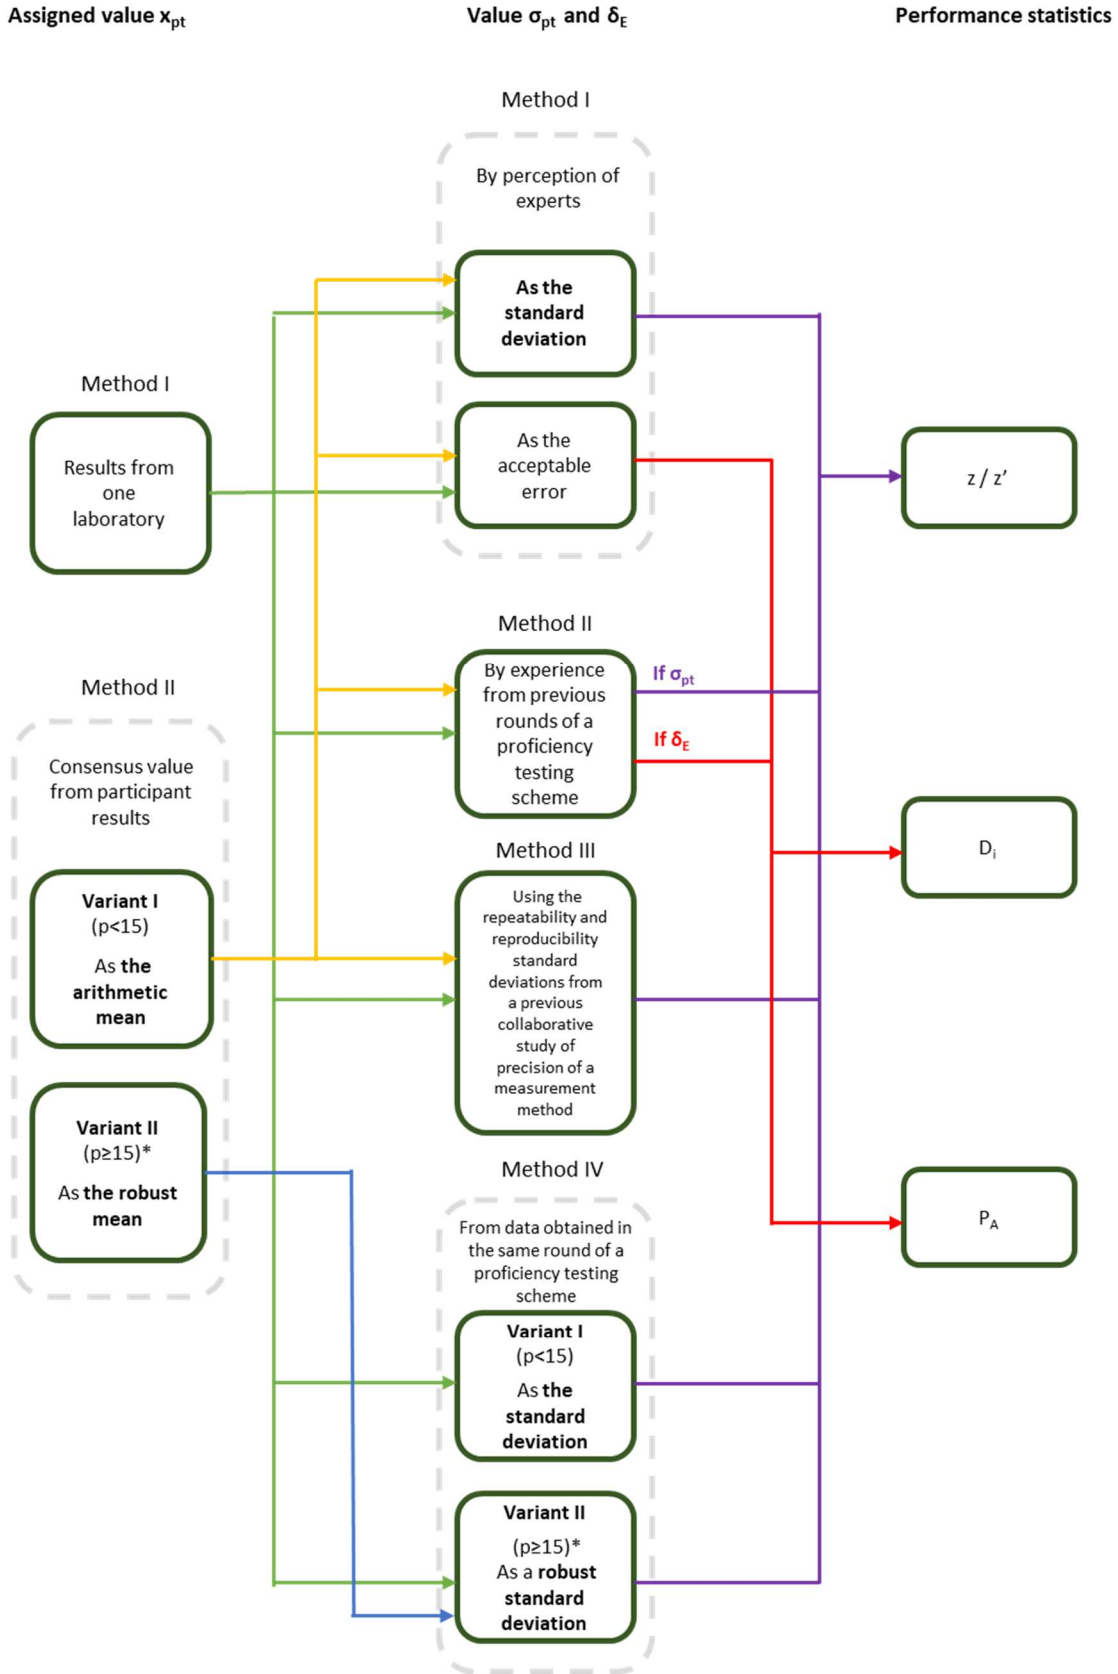 Assigned value xpt
Value σpt and δE
Performance statistics
Method I
By perception of
experts
As the
standard
deviation
As the
acceptable
error
Method I
Results from
one
laboratory
z / z’
Method II
By experience
from previous
rounds of a
proficiency
testing
scheme
If σpt
If δE
Method II
Consensus value
from participant
results
Variant I
(p<15)
As the
arithmetic
mean
Variant II
(p≥15)*
As the robust
mean
Method III
Using the
repeatability and
reproducibility
standard
deviations from
a previous
collaborative
study of
precision of a
measurement
method
Di
PA
Method IV
From data obtained in
the same round of a
proficiency testing
scheme
Variant I
(p<15)
As the
standard
deviation
Variant II
(p≥15)*
As a robust
standard
deviation